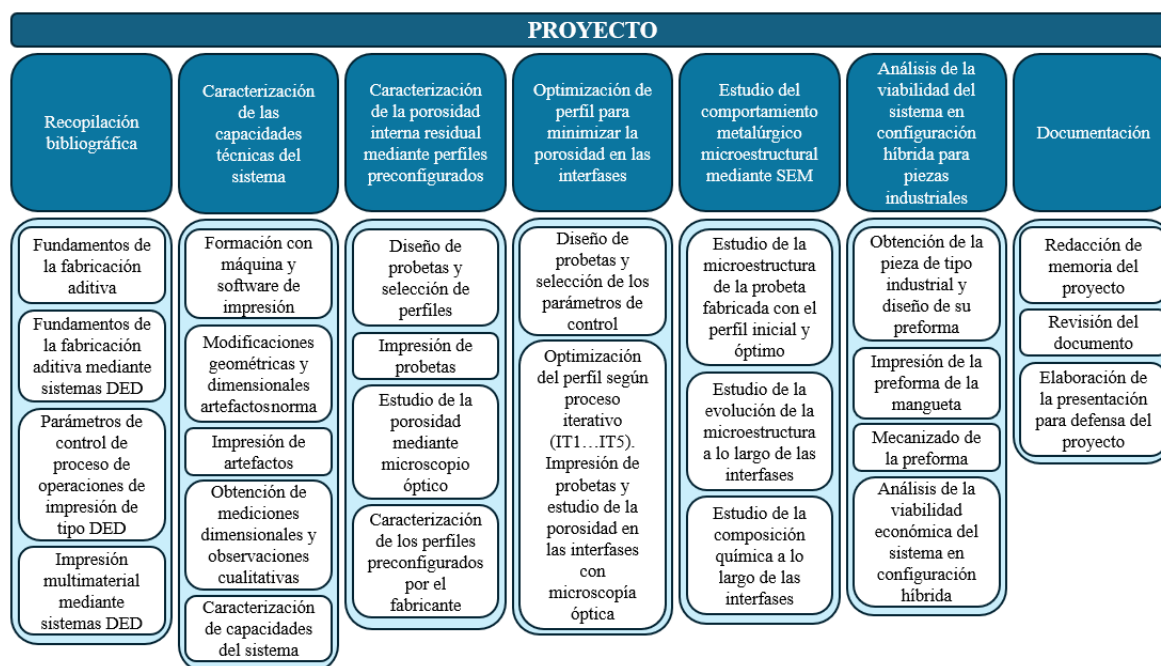 PROYECTO
Recopilación
bibliográfica
Fundamentos de
la fabricación
aditiva
Fundamentos de
la fabricación
aditiva mediante
sistemas DED
Parámetros de
control de
proceso de
operaciones de
impresión de
tipo DED
Impresión
multimaterial
mediante
sistemas DED
Caracterización
de las
capacidades
técnicas del
sistema
Formación con
máquina y
software de
impresión
Modificaciones
geométricas y
dimensionales
artefactos norma
Impresión de
artefactos
Obtención de
mediciones
dimensionales y
observaciones
cualitativas
Caracterización
de capacidades
del sistema
Caracterización
de la porosidad
interna residual
mediante perfiles
preconfigurados
Diseño de
probetas y
selección de
perfiles
Impresión de
probetas
Estudio de la
porosidad
mediante
microscopio
óptico
Caracterización
de los perfiles
preconfigurados
por el
fabricante
Optimización de
perfil para
minimizar la
porosidad en las
interfases
Diseño de
probetas y
selección de los
parámetros de
control
Optimización
del perfil según
proceso
iterativo
(IT1…IT5).
Impresión de
probetas y
estudio de la
porosidad en
las interfases
con
microscopía
óptica
Estudio del
comportamiento
metalúrgico
microestructural
mediante SEM
Estudio de la
microestructura
de la probeta
fabricada con el
perfil inicial y
óptimo
Estudio de la
evolución de la
microestructura
a lo largo de las
interfases
Estudio de la
composición
química a lo
largo de las
interfases
Análisis de la
viabilidad del
sistema en
configuración
híbrida para
piezas
industriales
Obtención de la
pieza de tipo
industrial y
diseño de su
preforma
Impresión de la
preforma de la
mangueta
Mecanizado de
la preforma
Análisis de la
viabilidad
económica del
sistema en
configuración
híbrida
Documentación
Redacción de
memoria del
proyecto
Revisión del
documento
Elaboración de
la presentación
para defensa del
proyecto